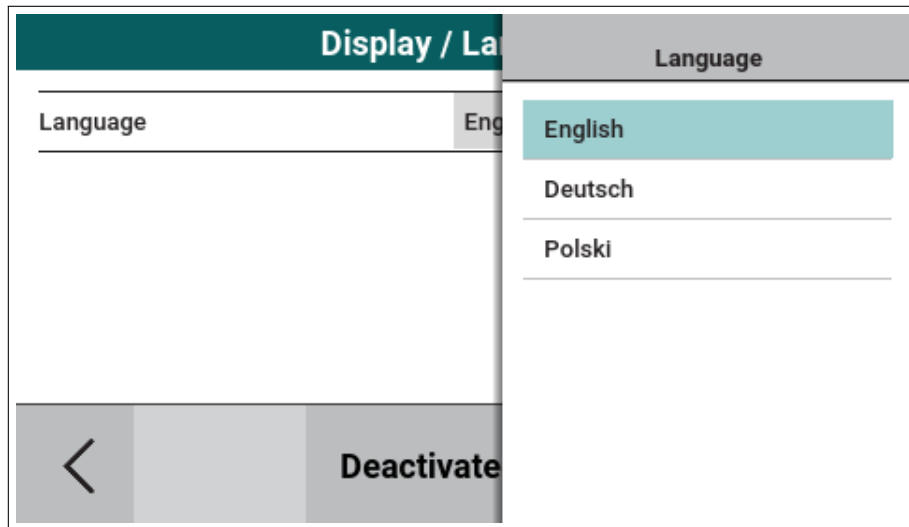 Display / La
Language
Eng
Deactivate
Language
English
Deutsch
Polski